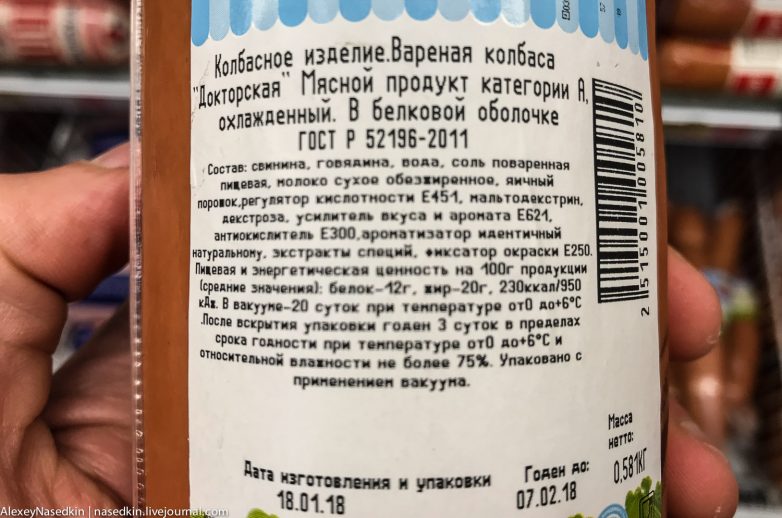 Колбасное изделие.Вареная колбаса
"Докторская" Мясной продукт категории А,
охлажденный. В белковой оболочке
ГОСТ Р 52196-2011
Состав: свинина, говядина, вода, соль поваренная
пищевая, молоко сухое обезжиренное, яичный
порошок,регулятор кислотности Е451, мальтодекстрин,
декстроза, усилитель вкуса и аромата Е621,
антиокислитель Е300,ароматизатор идентичный
натуральному, экстракты специй, фиксатор окраски Е250.
Пищевая и энергетическая ценность на 100г продукции
(средние значения): белок-12г, жир-20г, 230ккал/950
кДж. В вакууме-20 суток при температуре от0 до+6°С
.После вскрытия упаковки годен 3 суток в пределах
срока годности при температуре от0 до+6°С и
относительной влажности не более 75%. Упаковано с
применением вакуума.
2 515001 005810
Масса
нетто:
0,581КГ
Дата изготовления и упаковки
18.01.18
Годен до:
07.02.18
AlexeyNasedkin | nasedkin.livejournal.com